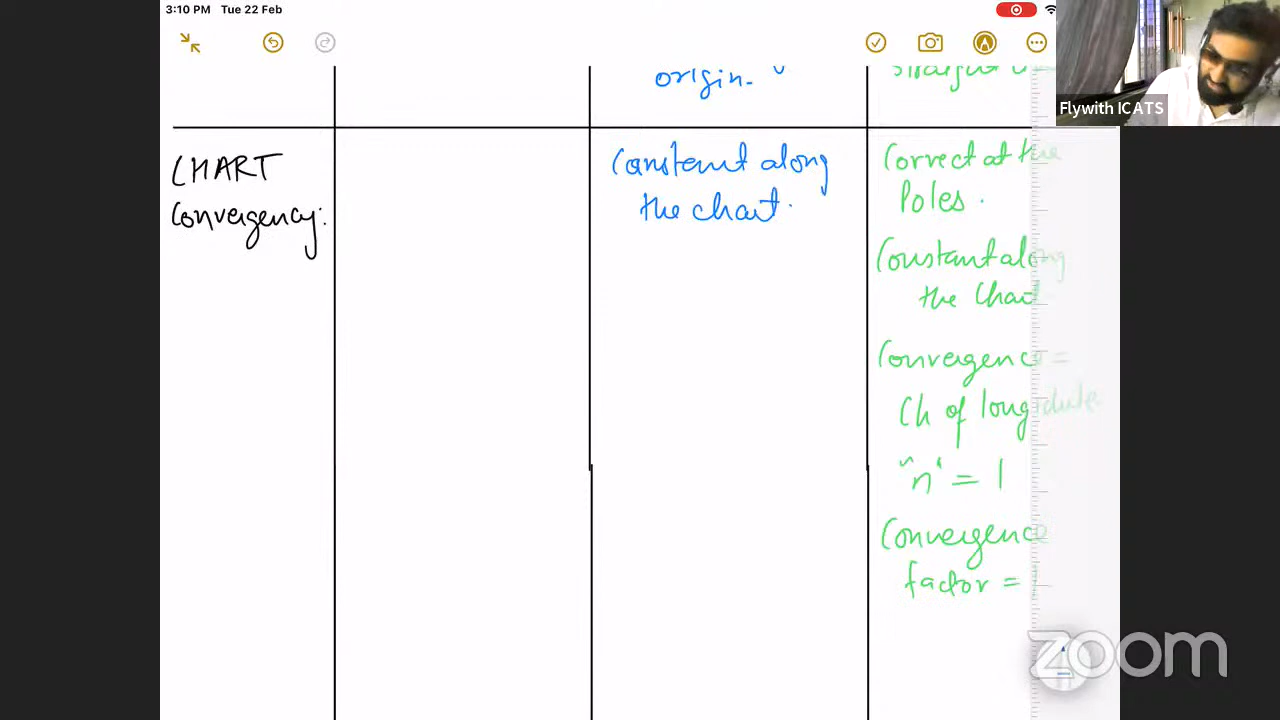 3:10 PM Tue 22 Feb
Flywith ICATS
origin.
straight
CHART
Convergency:
Constant along
the chart.
Correct at the
Poles.
Constant along
the Chart
Convergence =
Ch of longitude
"n" = 1
Convergence
factor = 1
zoom